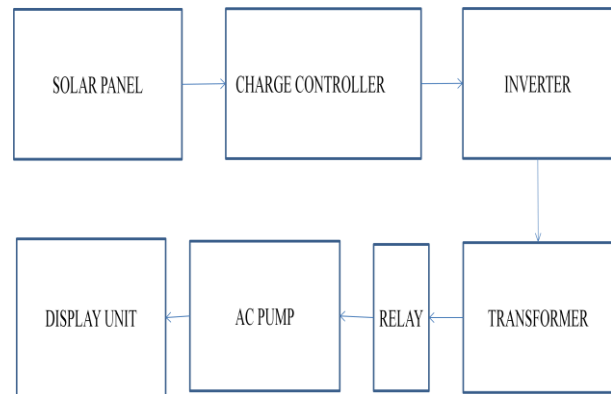 SOLAR PANEL
CHARGE CONTROLLER
INVERTER
DISPLAY UNIT
AC PUMP
RELAY
TRANSFORMER